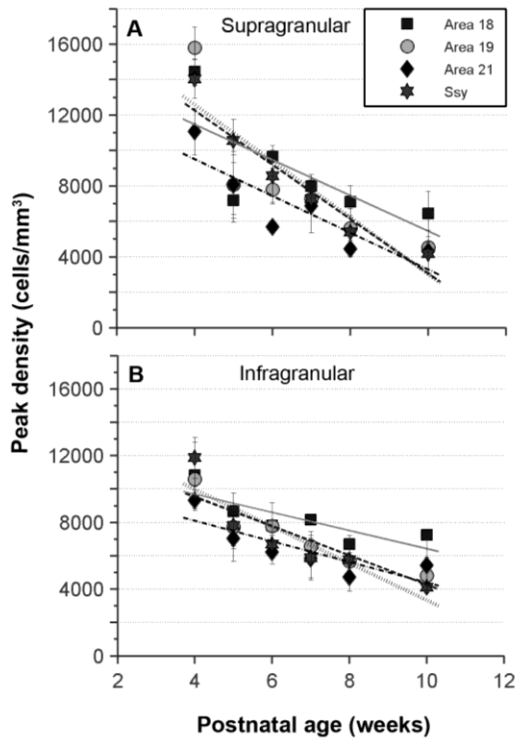 A Supragranular
Area 18
Area 19
Area 21
Ssy
16000
12000
8000
4000
0
B Infragranular
16000
12000
8000
4000
0
2 4 6 8 10 12
Peak density (cells/mm³)
Postnatal age (weeks)